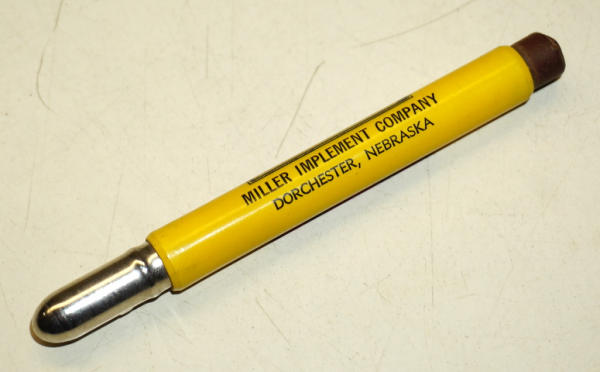 MILLER IMPLEMENT COMPANY
DORCHESTER, NEBRASKA